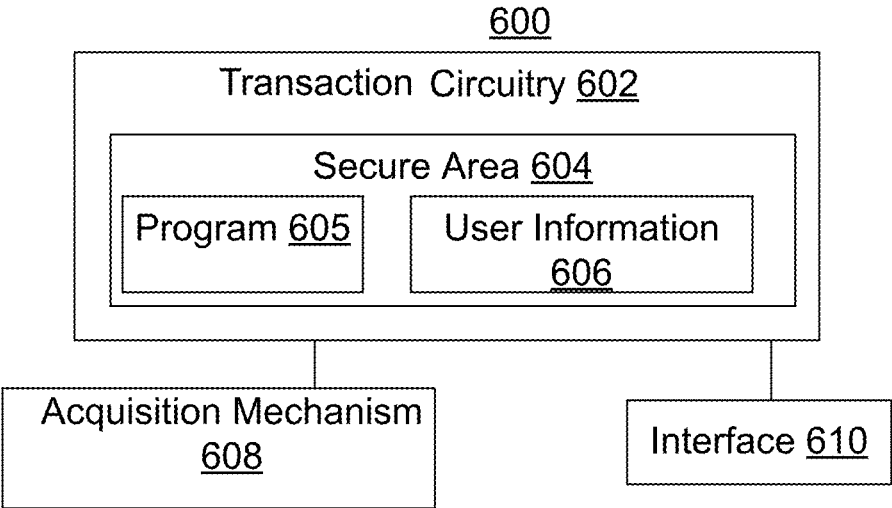 600
Transaction Circuitry 602
Secure Area 604
Program 605
User Information
606
Acquisition Mechanism
608
Interface 610